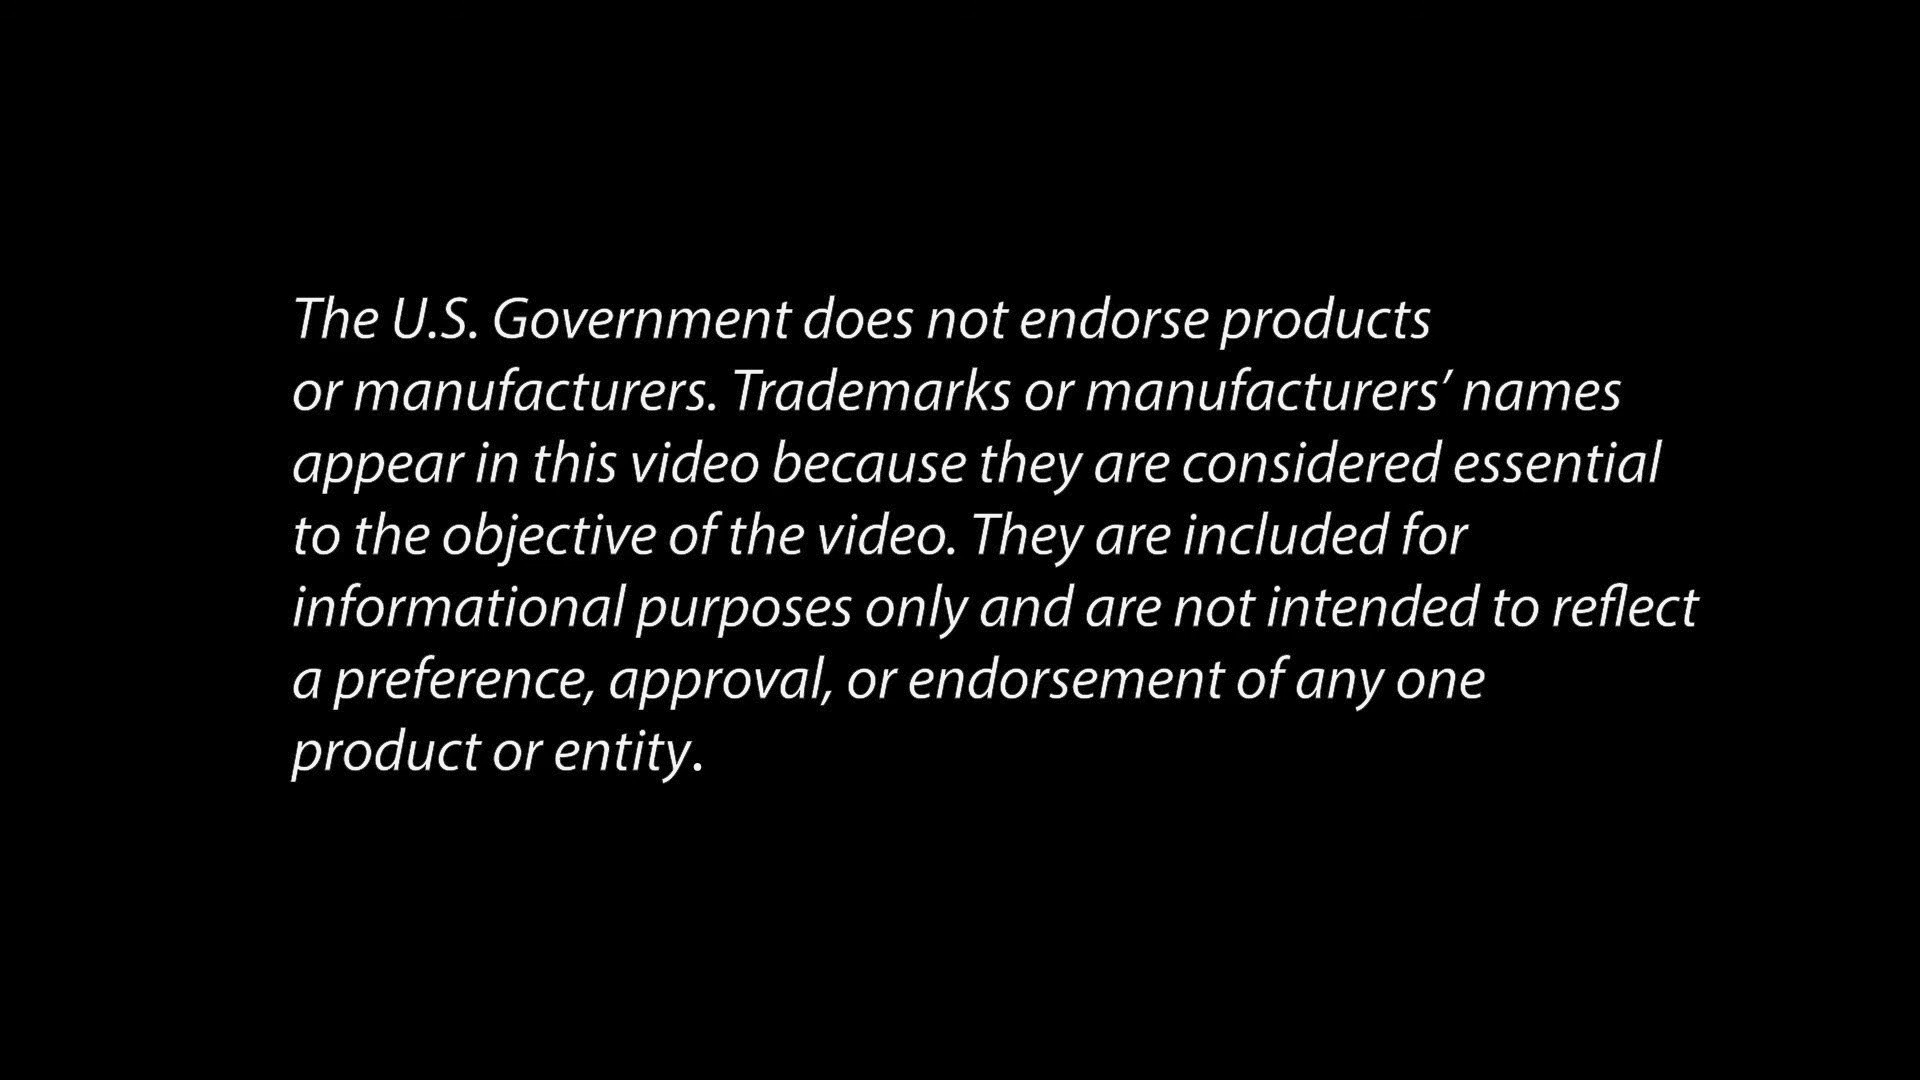 The U.S. Government does not endorse products
or manufacturers. Trademarks or manufacturers’ names
appear in this video because they are considered essential
to the objective of the video. They are included for
informational purposes only and are not intended to reflect
a preference, approval, or endorsement of any one
product or entity.